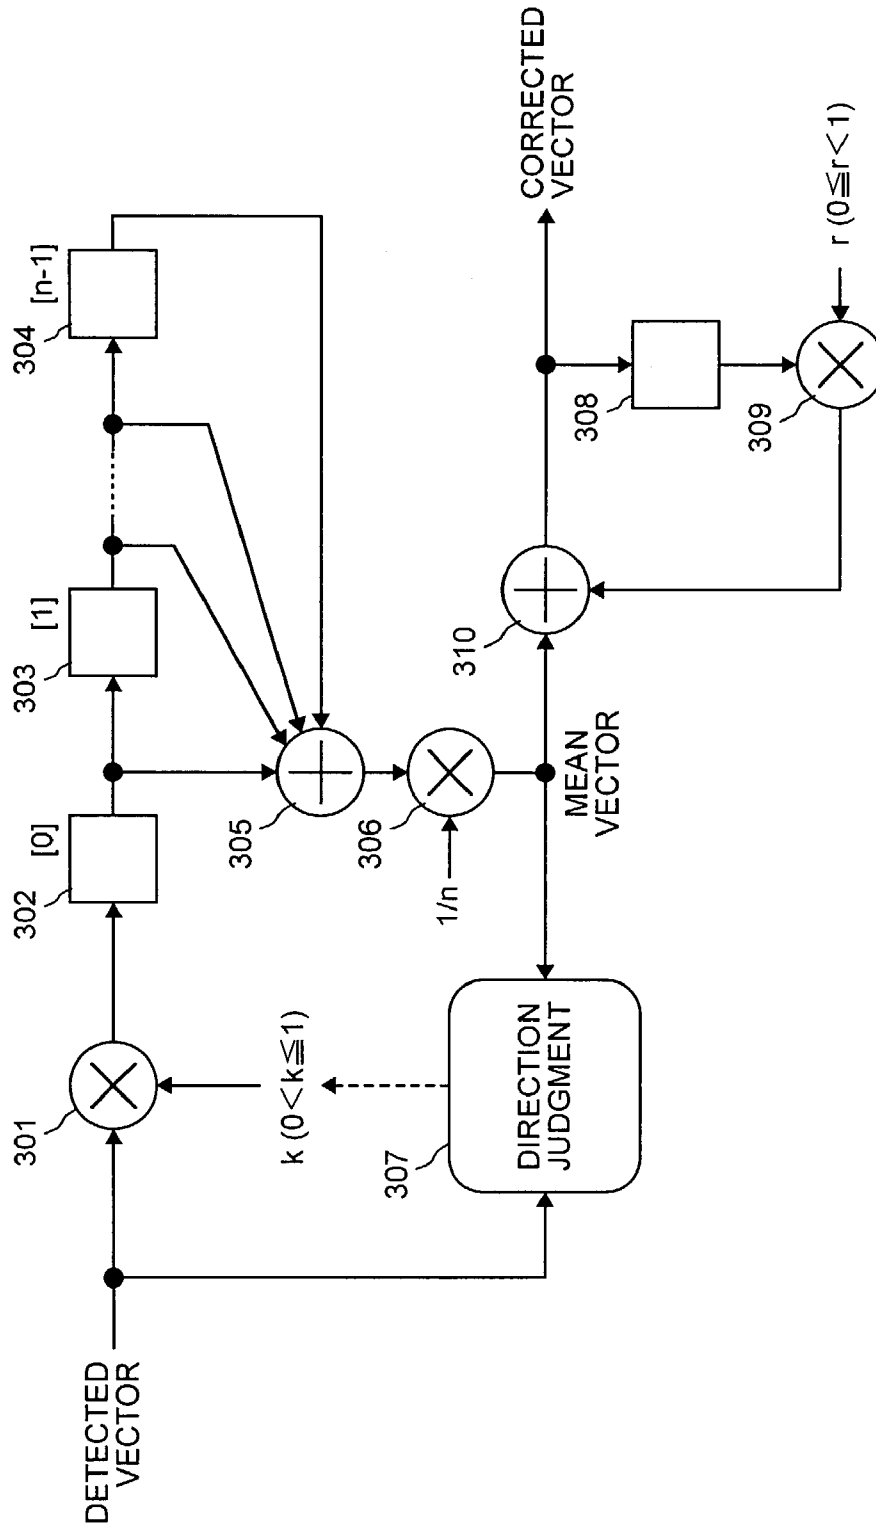 DETECTED
VECTOR
301
302
[0]
303
[1]
304
[n-1]
k (0<k≦1)
305
306
1/n
307
DIRECTION
JUDGMENT
MEAN
VECTOR
310
CORRECTED
VECTOR
308
309
r (0≦r<1)